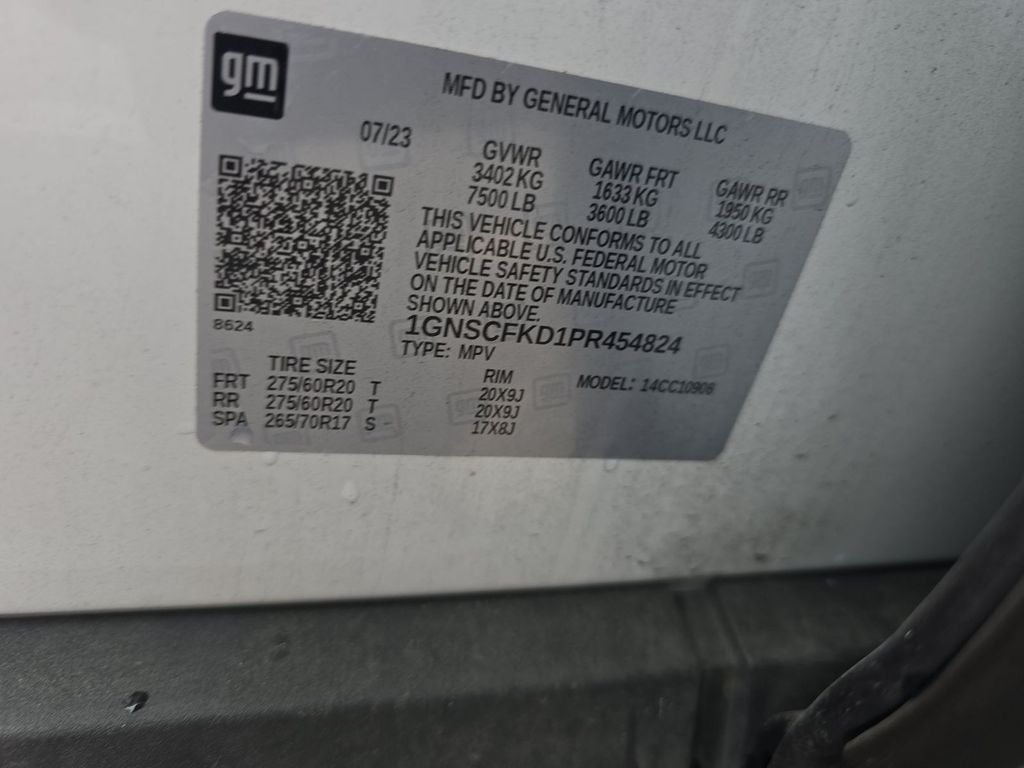 gm
MFD BY GENERAL MOTORS LLC
07/23
GVWR GAWR FRT GAWR RR
3402 KG 1633 KG 1950 KG
7500 LB 3600 LB 4300 LB
THIS VEHICLE CONFORMS TO ALL
APPLICABLE U.S. FEDERAL MOTOR
VEHICLE SAFETY STANDARDS IN EFFECT
ON THE DATE OF MANUFACTURE
SHOWN ABOVE.
8624
1GNSCFKD1PR454824
TYPE: MPV
TIRE SIZE RIM MODEL: 14CC10906
FRT 275/60R20 T 20X9J
RR 275/60R20 T 20X9J
SPA 265/70R17 S 17X8J